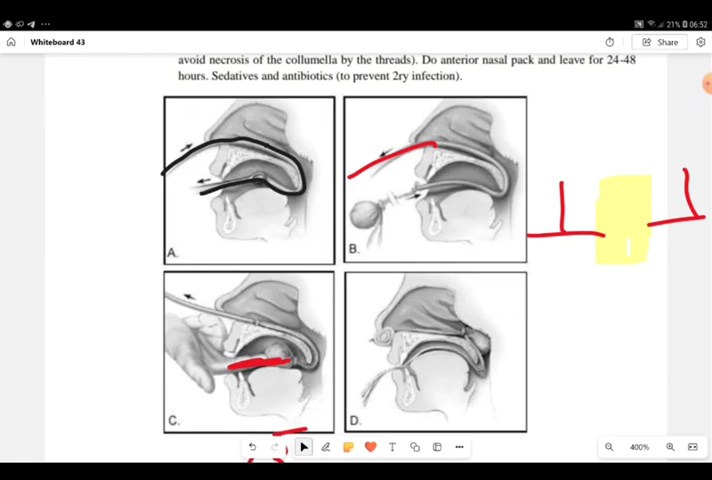 21% 06:52
Whiteboard 43
Share
avoid necrosis of the collumella by the threads). Do anterior nasal pack and leave for 24-48
hours. Sedatives and antibiotics (to prevent 2ry infection).
A.
B.
C.
D.
T
400%